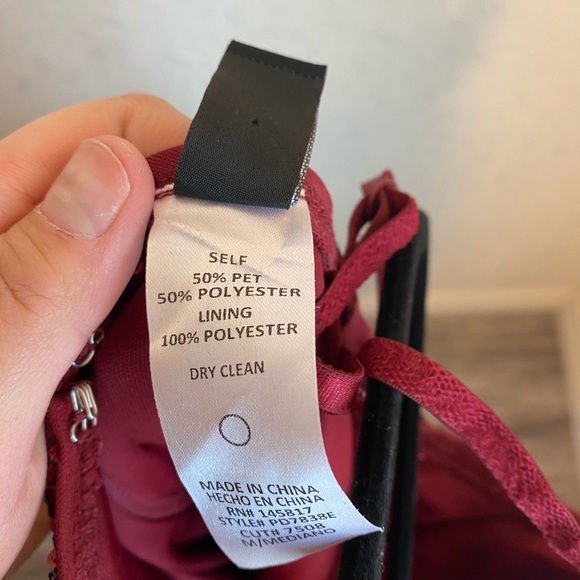 SELF
50% PET
50% POLYESTER
LINING
100% POLYESTER
DRY CLEAN
MADE IN CHINA
HECHO EN CHINA
RN# 145817
STYLE# PD7838E
CUT# 7508
M/MEDIANO